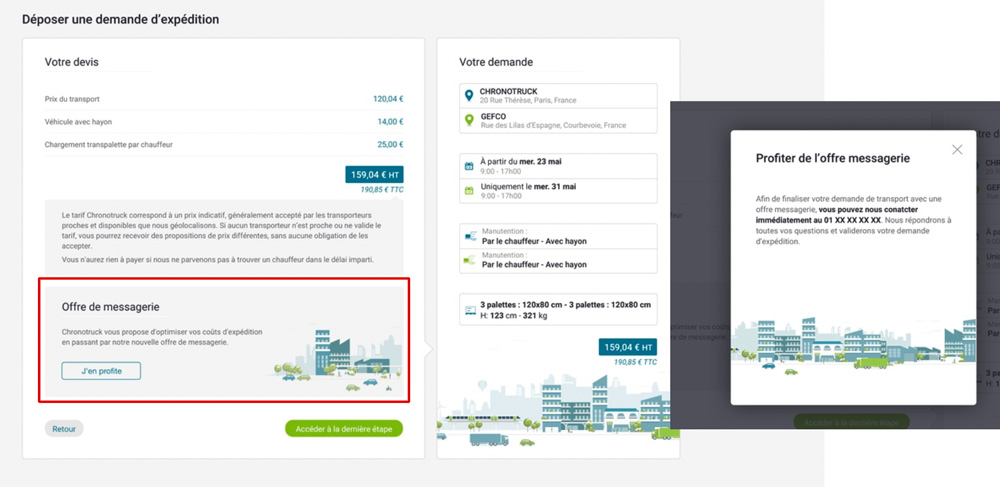 Déposer une demande d'expédition
Votre devis
Prix du transport 120,04 €
Véhicule avec hayon 14,00 €
Chargement transpalette par chauffeur 25,00 €
159,04 € HT
190,85 € TTC
Le tarif Chronotruck correspond à un prix indicatif, généralement accepté par les transporteurs
proches et disponibles que nous géolocalisons. Si aucun transporteur n'est proche ou ne valide le
tarif, vous pourrez recevoir des propositions de prix différentes, sans aucune obligation de les
accepter.
Vous n'aurez rien à payer si nous ne parvenons pas à trouver un chauffeur dans le délai imparti.
Offre de messagerie
Chronotruck vous propose d'optimiser vos coûts d'expédition
en passant par notre nouvelle offre de messagerie.
J'en profite
Retour
Accéder à la dernière étape
Votre demande
CHRONOTRUCK
20 Rue Thérèse, Paris, France
GEFCO
Rue des Lilas d'Espagne, Courbevoie, France
À partir du mer. 23 mai
9:00 - 17h00
Uniquement le mer. 31 mai
9:00 - 17h00
Manutention :
Par le chauffeur - Avec hayon
Manutention :
Par le chauffeur - Avec hayon
3 palettes : 120x80 cm - 3 palettes : 120x80 cm
H: 123 cm - 321 kg
159,04 € HT
190,85 € TTC
Profiter de l'offre messagerie
Afin de finaliser votre demande de transport avec une
offre messagerie, vous pouvez nous conatcter
immédiatement au 01 XX XX XX XX. Nous répondrons à
toutes vos questions et validerons votre demande
d'expédition.
Accéder à la dernière étape